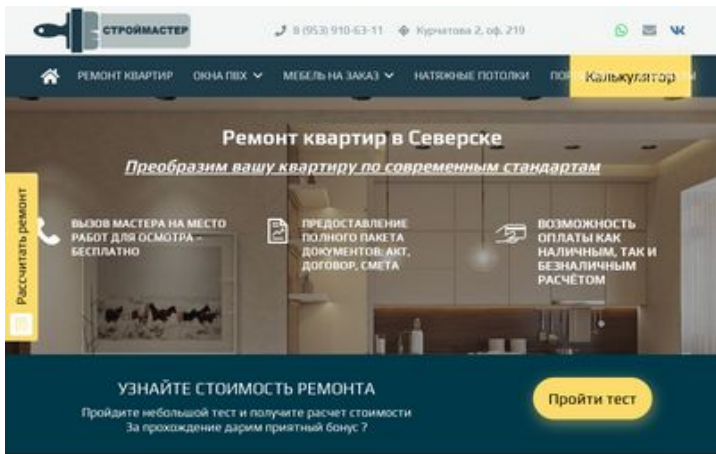 СТРОЙМАСТЕР
8 (953) 910-63-11
Курчатова 2, оф. 219
РЕМОНТ КВАРТИР ОКНА ПВХ МЕБЕЛЬ НА ЗАКАЗ НАТЯЖНЫЕ ПОТОЛКИ
Калькулятор
Ремонт квартир в Северске
Преобразим вашу квартиру по современным стандартам
Рассчитать ремонт
ВЫЗОВ МАСТЕРА НА МЕСТО
РАБОТ ДЛЯ ОСМОТРА –
БЕСПЛАТНО
ПРЕДОСТАВЛЕНИЕ
ПОЛНОГО ПАКЕТА
ДОКУМЕНТОВ: АКТ,
ДОГОВОР, СМЕТА
ВОЗМОЖНОСТЬ
ОПЛАТЫ КАК
НАЛИЧНЫМ, ТАК И
БЕЗНАЛИЧНЫМ
РАСЧЁТОМ
УЗНАЙТЕ СТОИМОСТЬ РЕМОНТА
Пройдите небольшой тест и получите расчет стоимости
За прохождение дарим приятный бонус ?
Пройти тест